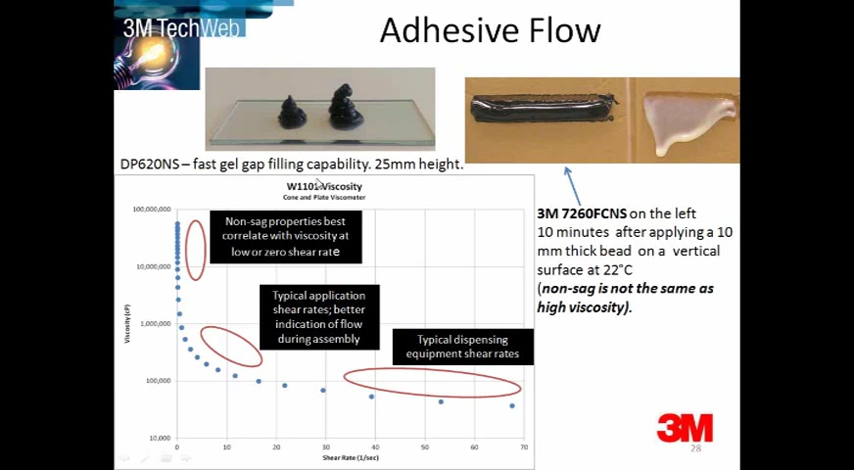 3M TechWeb
Adhesive Flow
DP620NS – fast gel gap filling capability. 25mm height.
W1101 Viscosity
Cone and Plate Viscometer
100,000,000
10,000,000
1,000,000
100,000
10,000
Viscosity (cP)
Non-sag properties best
correlate with viscosity at
low or zero shear rate
Typical application
shear rates; better
indication of flow
during assembly
Typical dispensing
equipment shear rates
0 10 20 30 40 50 60 70
Shear Rate (1/sec)
3M 7260FCNS on the left
10 minutes after applying a 10
mm thick bead on a vertical
surface at 22°C
(non-sag is not the same as
high viscosity).
3M
28